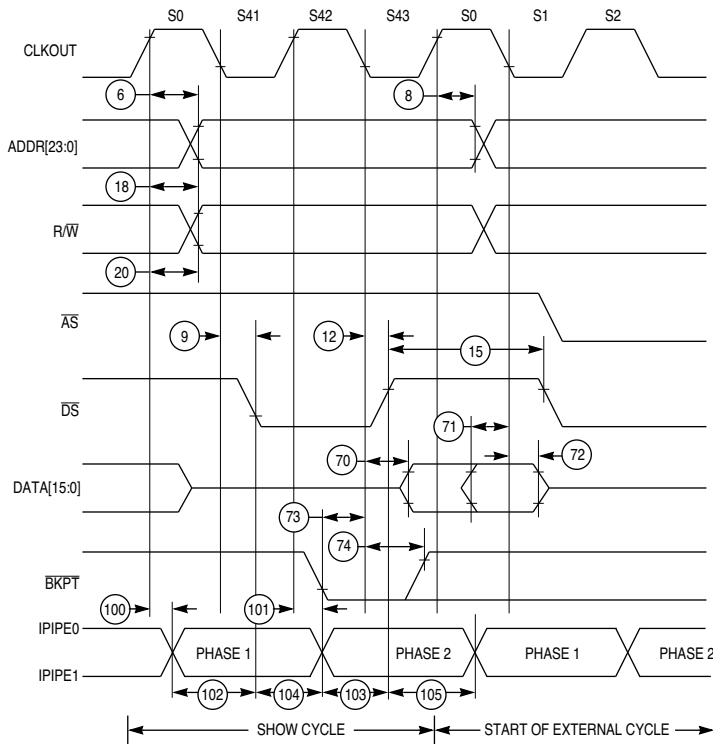 S0 S41 S42 S43 S0 S1 S2
CLKOUT
6 8
ADDR[23:0]
18
R/W
20
AS
9 12 15
DS
71
70 72
DATA[15:0]
73
74
BKPT
100 101
IPIPE0
PHASE 1 PHASE 2 PHASE 1 PHASE 2
IPIPE1
102 104 103 105
SHOW CYCLE START OF EXTERNAL CYCLE